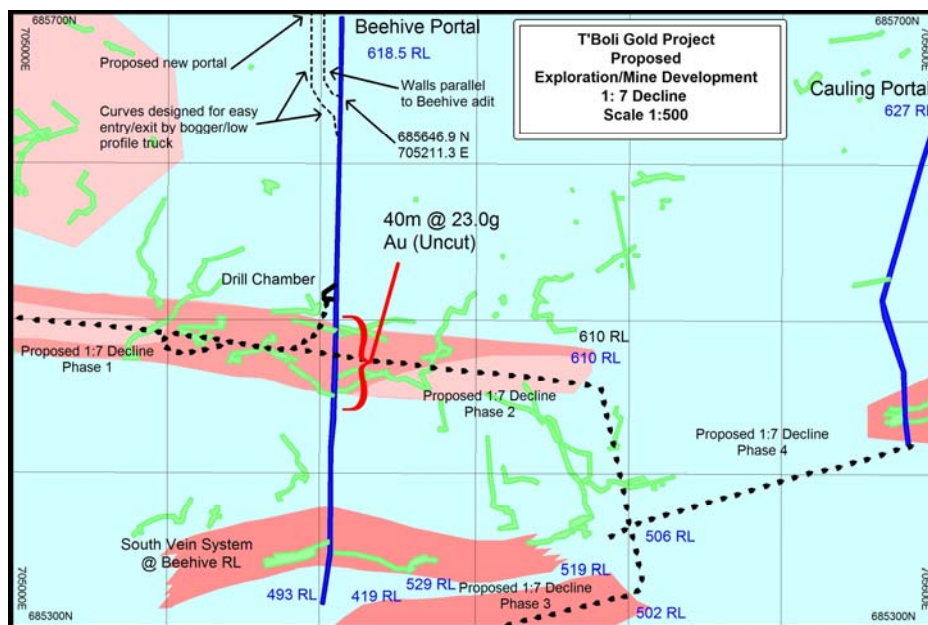 685700N
705000E
Beehive Portal
618.5 RL
Proposed new portal
Walls parallel
to Beehive adit
Curves designed for easy
entry/exit by bogger/low
profile truck
685646.9 N
705211.3 E
T'Boli Gold Project
Proposed
Exploration/Mine Development
1: 7 Decline
Scale 1:500
685700N
705600E
Cauling Portal
627 RL
40m @ 23.0g
Au (Uncut)
Drill Chamber
Proposed 1:7 Decline
Phase 1
610 RL
610 RL
Proposed 1:7 Decline
Phase 2
Proposed 1:7 Decline
Phase 4
South Vein System
@ Beehive RL
506 RL
519 RL
529 RL
Proposed 1:7 Decline
Phase 3
493 RL
419 RL
502 RL
705000E
685300N
705600E
685300N